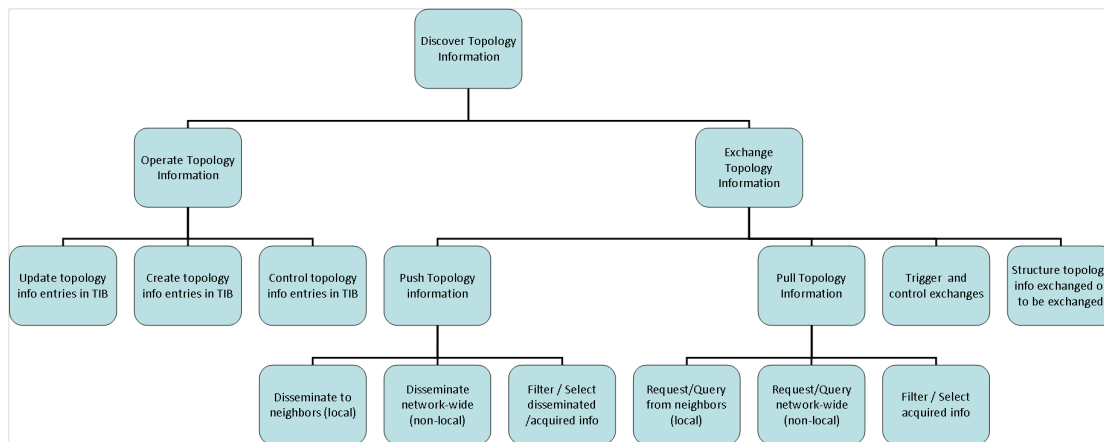 Discover Topology
Information
Operate Topology
Information
Exchange
Topology
Information
Update topology
info entries in TIB
Create topology
info entries in TIB
Control topology
info entries in TIB
Push Topology
information
Pull Topology
Information
Trigger and
control exchanges
Structure topology
info exchanged o
to be exchanged
Disseminate to
neighbors (local)
Disseminate
network-wide
(non-local)
Filter / Select
disseminated
/acquired info
Request/Query
from neighbors
(local)
Request/Query
network-wide
(non-local)
Filter / Select
acquired info